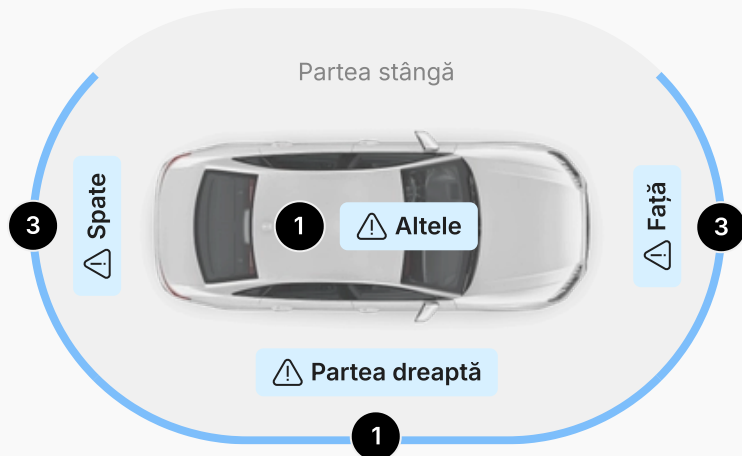 Partea stângă
Spate
3
1
Altele
Față
3
Partea dreaptă
1